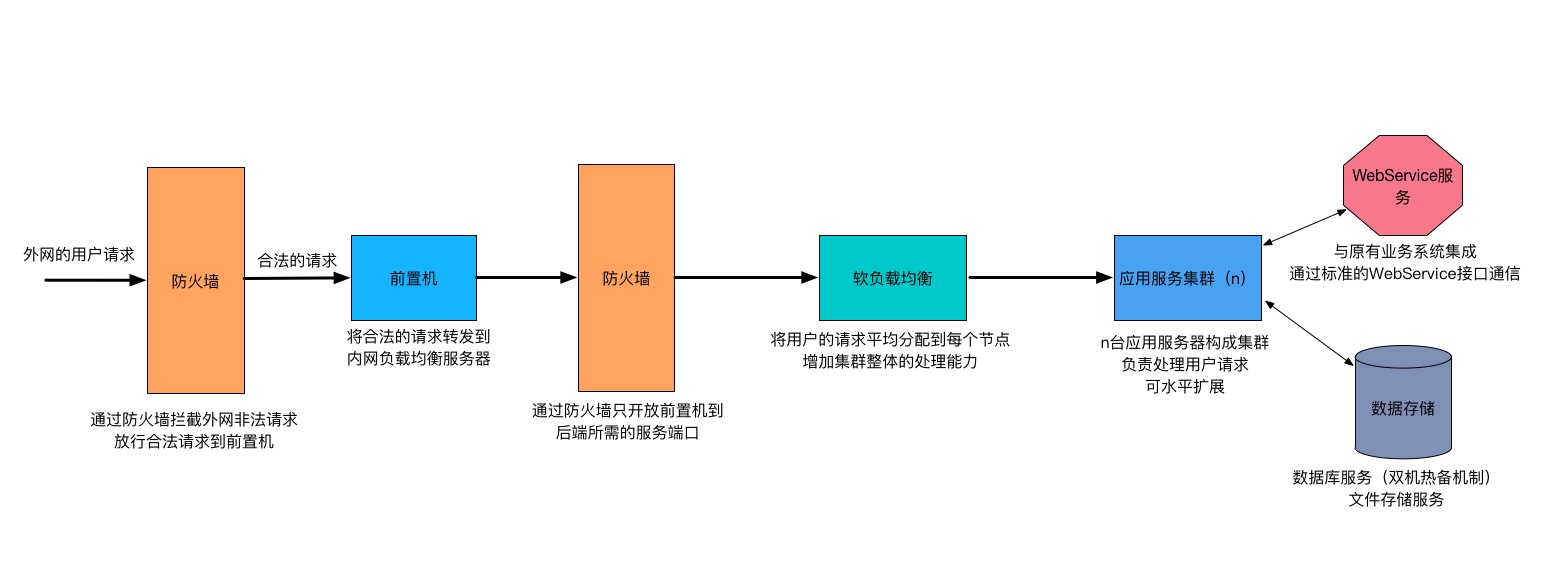 外网的用户请求
防火墙
通过防火墙拦截外网非法请求
放行合法请求到前置机
合法的请求
前置机
将合法的请求转发到
内网负载均衡服务器
防火墙
通过防火墙只开放前置机到
后端所需的服务端口
软负载均衡
将用户的请求平均分配到每个节点
增加集群整体的处理能力
应用服务集群（n）
n台应用服务器构成集群
负责处理用户请求
可水平扩展
WebService服
务
与原有业务系统集成
通过标准的WebService接口通信
数据存储
数据库服务（双机热备机制）
文件存储服务